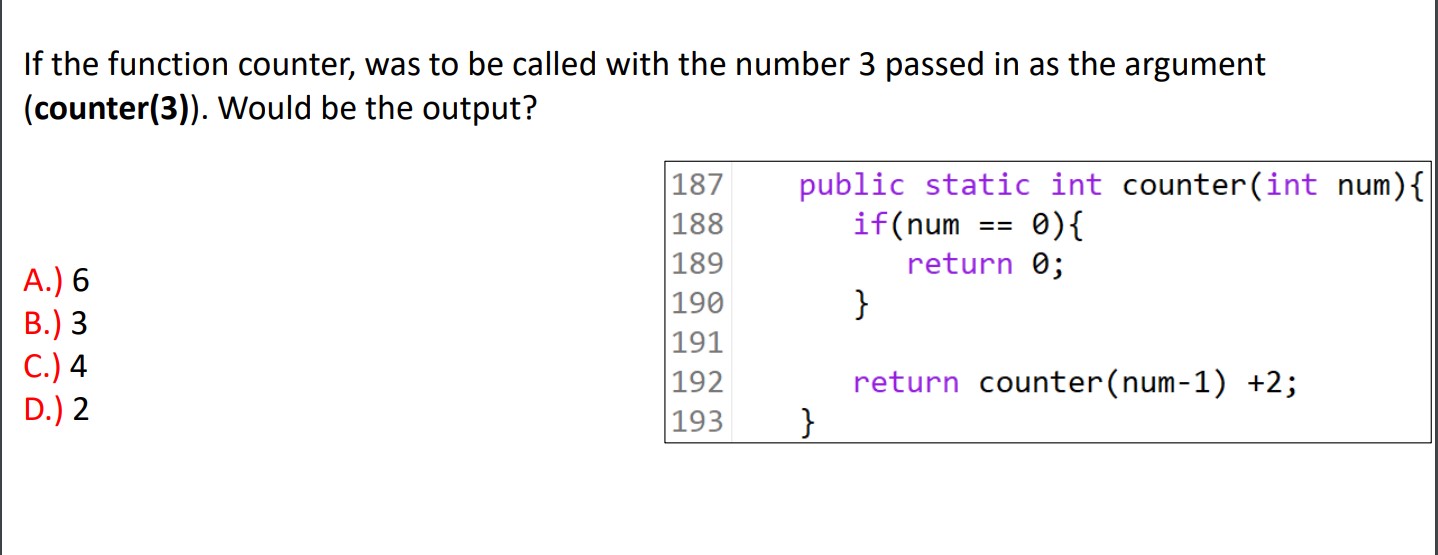 If the function counter, was to be called with the number 3 passed in as the argument
(counter(3)). Would be the output?
A.) 6
B.) 3
C.) 4
D.) 2
187 public static int counter(int num){
188 if(num == 0){
189 return 0;
190 }
191
192 return counter(num-1) +2;
193 }